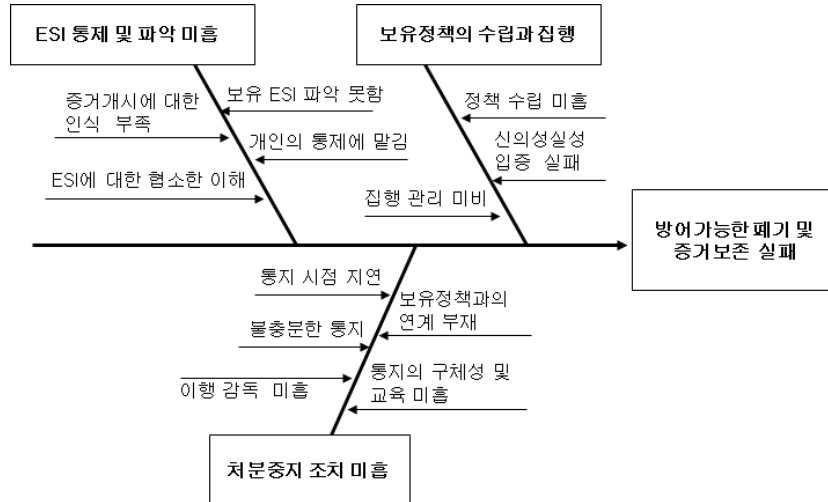 ESI 통제 및 파악 미흡
보유정책의 수립과 집행
증거개시에 대한
인식 부족
보유 ESI 파악 못함
개인의 통제에 맡김
ESI에 대한 협소한 이해
정책 수립 미흡
신의성실성
입증 실패
집행 관리 미비
방어가능한 폐기 및
증거보존 실패
통지 시점 지연
보유정책과의
연계 부재
불충분한 통지
이행 감독 미흡
통지의 구체성 및
교육 미흡
처분중지 조치 미흡